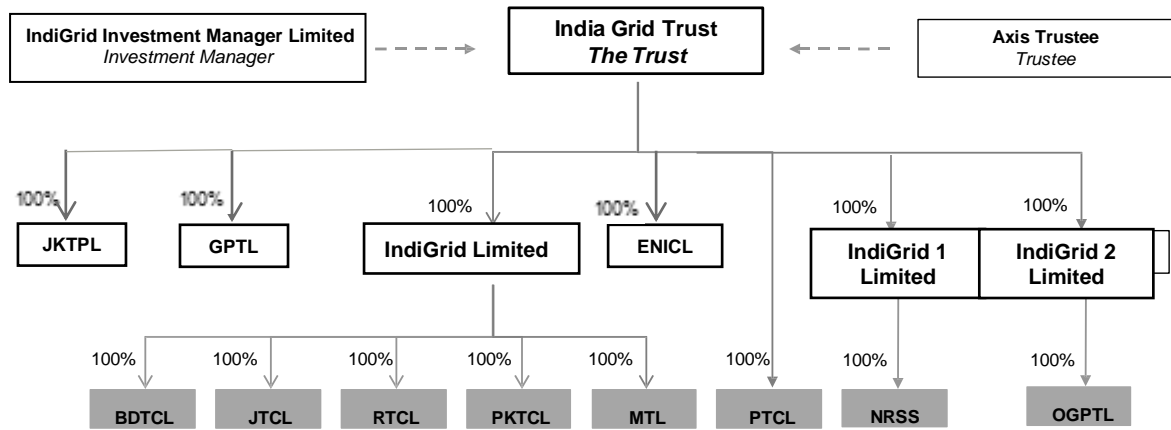 IndiGrid Investment Manager Limited
Investment Manager
India Grid Trust
The Trust
Axis Trustee
Trustee
100%
100%
100%
100%
100%
100%
JKTPL
GPTL
IndiGrid Limited
ENICL
IndiGrid 1
Limited
IndiGrid 2
Limited
100%
100%
100%
100%
100%
100%
100%
100%
BDTCL
JTCL
RTCL
PKTCL
MTL
PTCL
NRSS
OGPTL